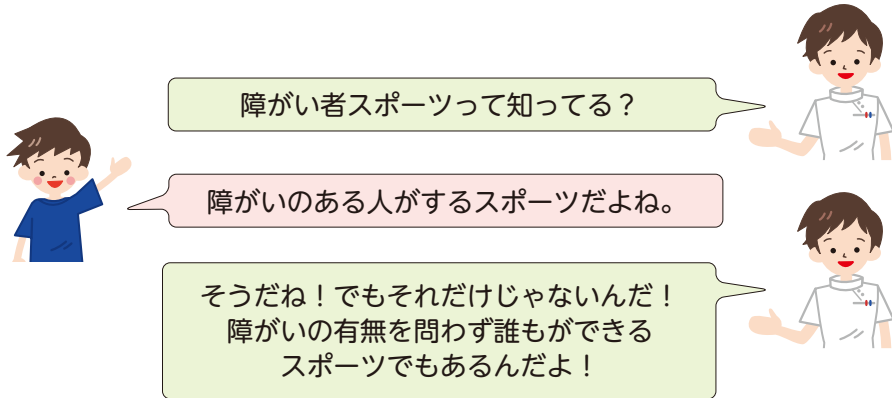 障がい者スポーツって知ってる？
障がいのある人がするスポーツだよね。
そうだね！でもそれだけじゃないんだ！
障がいの有無を問わず誰もができる
スポーツでもあるんだよ！